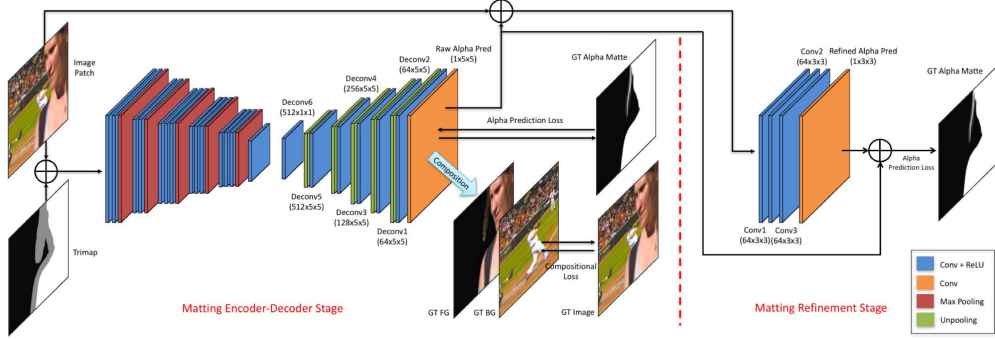 Image
Patch
Trimap
Deconv6
(512x1x1)
Deconv5
(512x5x5)
Deconv4
(256x5x5)
Deconv3
(128x5x5)
Deconv2
(64x5x5)
Deconv1
(64x5x5)
Raw Alpha Pred
(1x5x5)
Alpha Prediction Loss
GT Alpha Matte
Composition
GT FG
GT BG
Compositional
Loss
GT Image
Matting Encoder-Decoder Stage
Conv2
(64x3x3)
Refined Alpha Pred
(1x3x3)
Conv1
(64x3x3)
Conv3
(64x3x3)
Alpha
Prediction Loss
GT Alpha Matte
Matting Refinement Stage
Conv + ReLU
Conv
Max Pooling
Unpooling